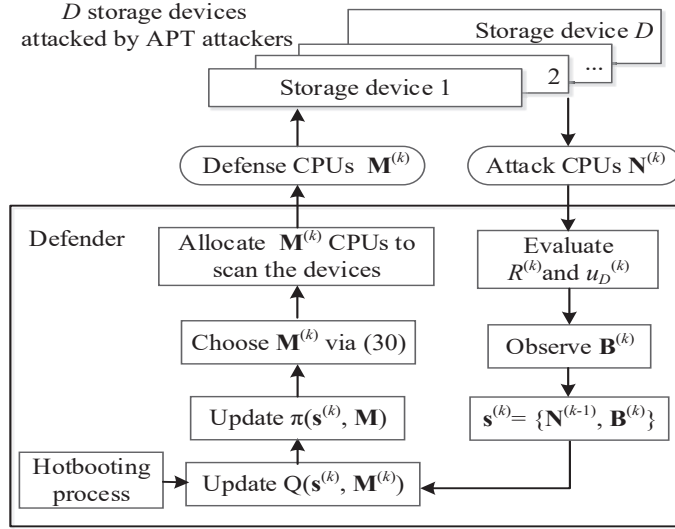 D storage devices
attacked by APT attackers
Storage device D
...
2
Storage device 1
Defense CPUs M^(k)
Attack CPUs N^(k)
Defender
Allocate M^(k) CPUs to
scan the devices
Evaluate
R^(k) and u_D^(k)
Choose M^(k) via (30)
Observe B^(k)
Update π(s^(k), M)
s^(k)= {N^(k-1), B^(k)}
Hotbooting
process
Update Q(s^(k), M^(k))